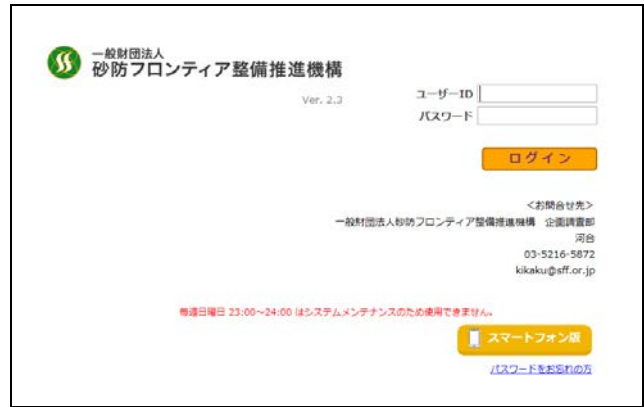 一般財団法人
砂防フロンティア整備推進機構
Ver. 2.3
ユーザーID
パスワード
ログイン
<お問合せ先>
一般財団法人砂防フロンティア整備推進機構 企画調査部
河合
03-5216-5872
kikaku@sff.or.jp
毎週日曜日 23:00～24:00 はシステムメンテナンスのため使用できません。
スマートフォン版
パスワードをお忘れの方